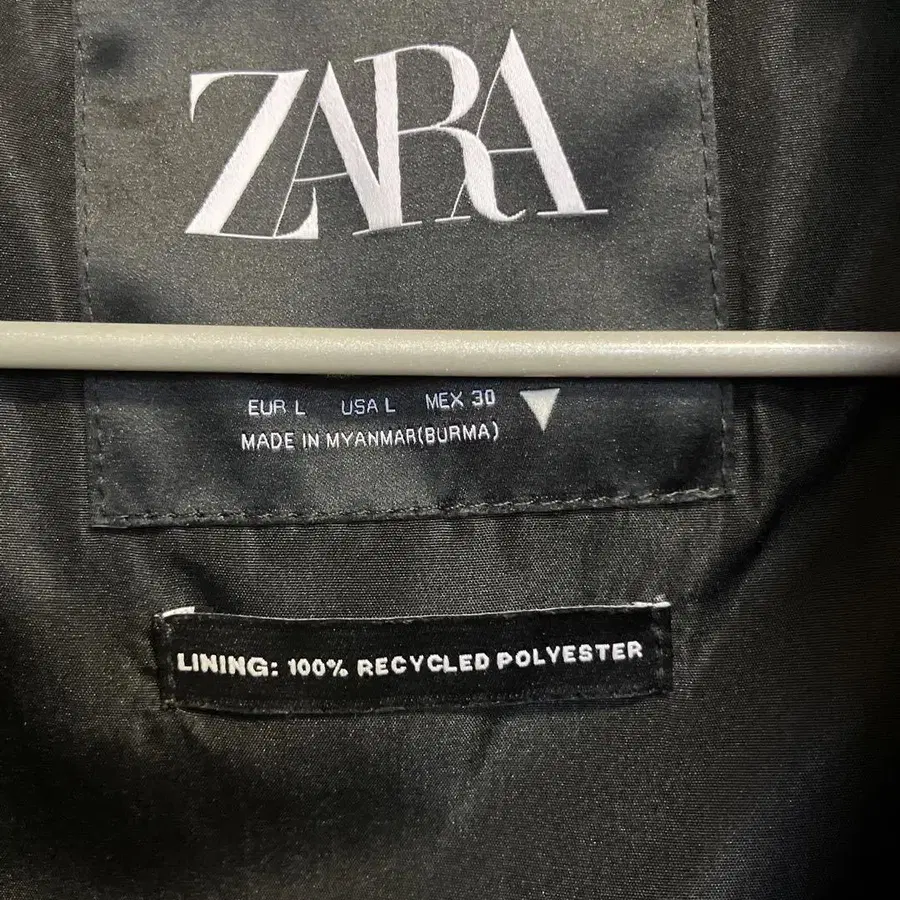 ZARA
EUR L USA L MEX 30
MADE IN MYANMAR(BURMA)
LINING: 100% RECYCLED POLYESTER